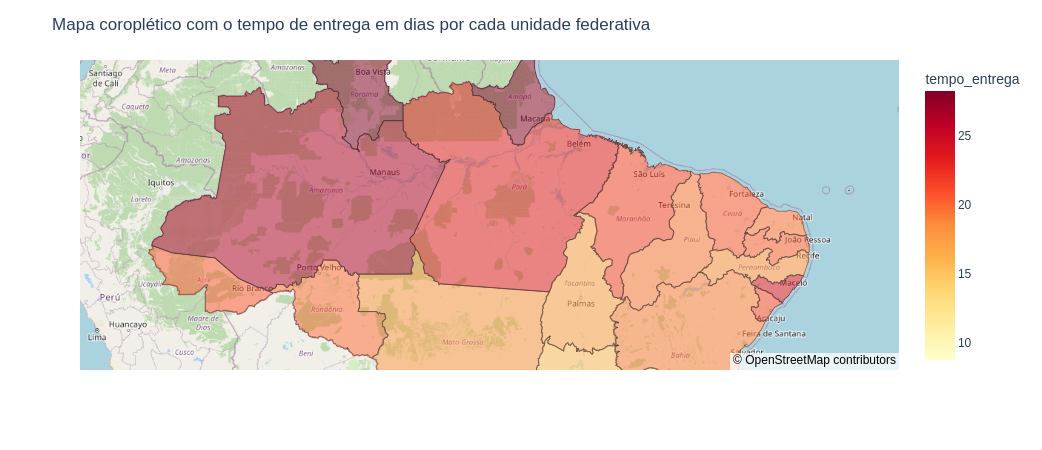 Mapa coroplético com o tempo de entrega em dias por cada unidade federativa
tempo_entrega
25
20
15
10
Santiago
de Cali
Meta
Amazonas
Boa Vista
Roraima
Amapá
Macapá
Caquetá
Belém
Amazonas
Manaus
São Luís
Iquitos
Amazonas
Pará
Fortaleza
Loreto
Teresina
Maranhão
Ceará
Natal
Piauí
João Pessoa
Recife
Porto Velho
Pernambuco
Ucayali
Acre
Rio Branco
Tocantins
Maceió
Perú
Palmas
Rondônia
Huancayo
Madre de
Dios
Aracaju
Lima
Feira de Santana
Mato Grosso
Cusco
Beni
Bahia
Salvador
© OpenStreetMap contributors